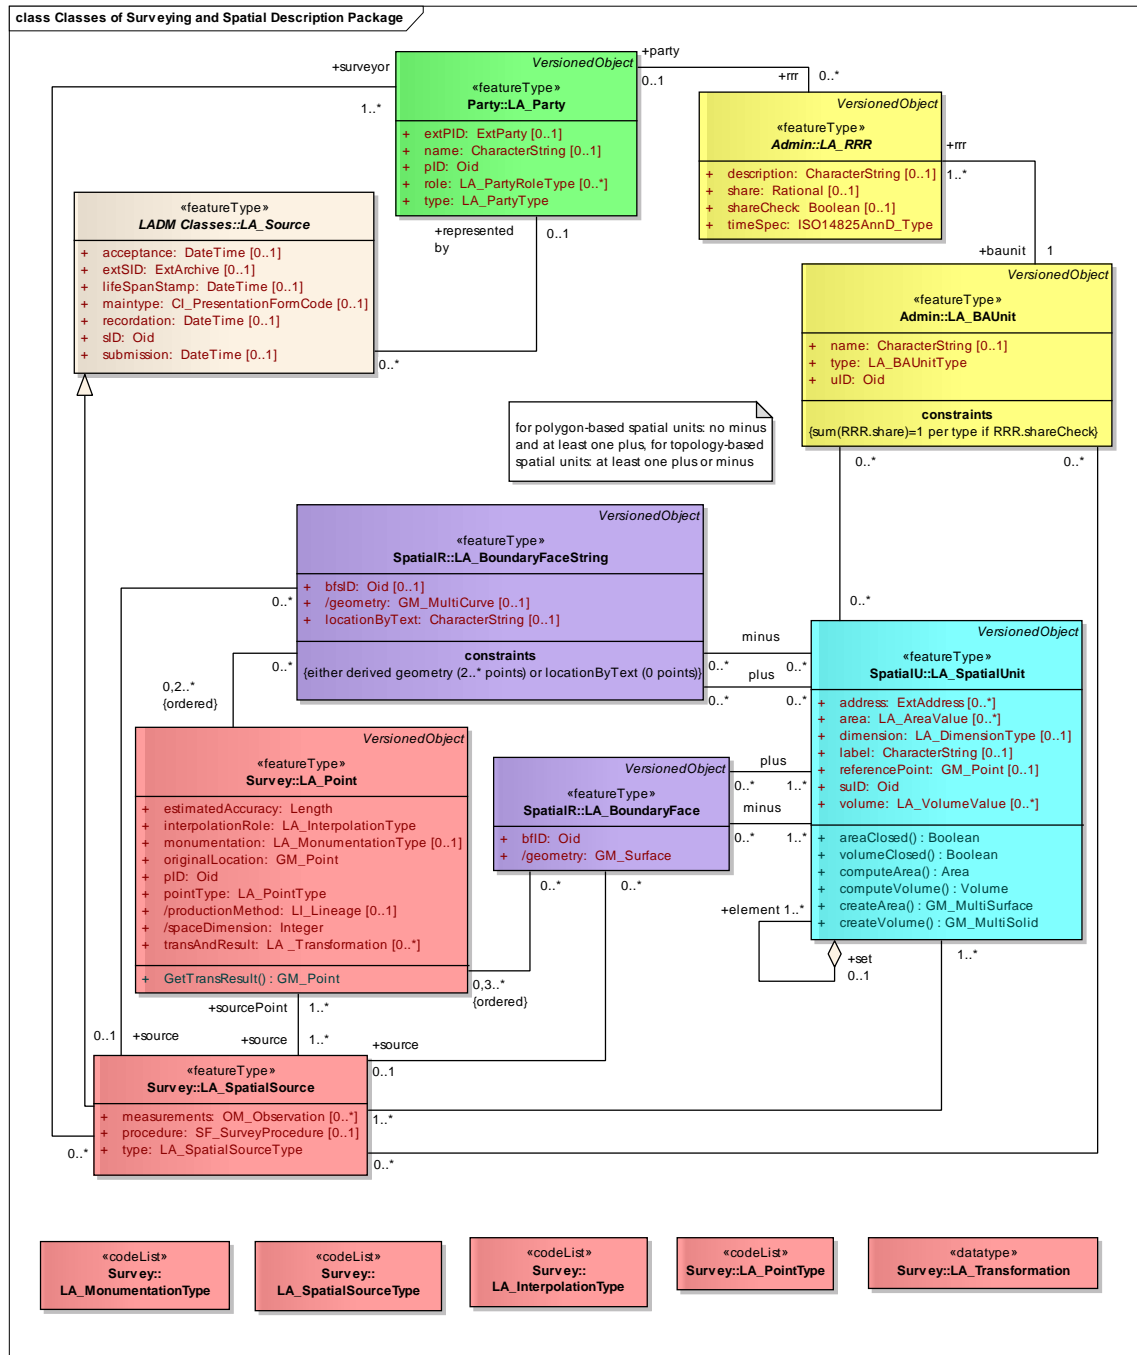 class Classes of Surveying and Spatial Description Package
VersionedObject
«featureType»
Party::LA_Party
+ extPID: ExtParty [0..1]
+ name: CharacterString [0..1]
+ pID: Oid
+ role: LA_PartyRoleType [0..*]
+ type: LA_PartyType
+surveyor
1..*
+party
0..1
+rrr
0..*
VersionedObject
«featureType»
Admin::LA_RRR
+ description: CharacterString [0..1]
+ share: Rational [0..1]
+ shareCheck: Boolean [0..1]
+ timeSpec: ISO14825AnnD_Type
+rrr
1..*
+baunit
1
«featureType»
LADM Classes::LA_Source
+ acceptance: DateTime [0..1]
+ extSID: ExtArchive [0..1]
+ lifeSpanStamp: DateTime [0..1]
+ maintype: CI_PresentationFormCode [0..1]
+ recordation: DateTime [0..1]
+ sID: Oid
+ submission: DateTime [0..1]
+represented
by
0..1
0..*
VersionedObject
«featureType»
Admin::LA_BAUnit
+ name: CharacterString [0..1]
+ type: LA_BAUnitType
+ uID: Oid
constraints
{sum(RRR.share)=1 per type if RRR.shareCheck}
0..*
0..*
for polygon-based spatial units: no minus
and at least one plus, for topology-based
spatial units: at least one plus or minus
VersionedObject
«featureType»
SpatialR::LA_BoundaryFaceString
+ bfsID: Oid [0..1]
+ /geometry: GM_MultiCurve [0..1]
+ locationByText: CharacterString [0..1]
constraints
{either derived geometry (2..* points) or locationByText (0 points)}
0..*
0..*
0,2..*
{ordered}
minus
0..*
0..*
plus
0..*
0..*
0..*
VersionedObject
«featureType»
SpatialU::LA_SpatialUnit
+ address: ExtAddress [0..*]
+ area: LA_AreaValue [0..*]
+ dimension: LA_DimensionType [0..1]
+ label: CharacterString [0..1]
+ referencePoint: GM_Point [0..1]
+ suID: Oid
+ volume: LA_VolumeValue [0..*]
+ areaClosed() : Boolean
+ volumeClosed() : Boolean
+ computeArea() : Area
+ computeVolume() : Volume
+ createArea() : GM_MultiSurface
+ createVolume() : GM_MultiSolid
VersionedObject
«featureType»
Survey::LA_Point
+ estimatedAccuracy: Length
+ interpolationRole: LA_InterpolationType
+ monumentation: LA_MonumentationType [0..1]
+ originalLocation: GM_Point
+ pID: Oid
+ pointType: LA_PointType
+ /productionMethod: LI_Lineage [0..1]
+ /spaceDimension: Integer
+ transAndResult: LA _Transformation [0..*]
+ GetTransResult() : GM_Point
VersionedObject
«featureType»
SpatialR::LA_BoundaryFace
+ bfID: Oid
+ /geometry: GM_Surface
plus
0..*
1..*
minus
0..*
1..*
0..*
0..*
+element 1..*
+set
0..1
1..*
0,3..*
{ordered}
+sourcePoint
1..*
0..1
+source
+source
1..*
+source
0..1
«featureType»
Survey::LA_SpatialSource
+ measurements: OM_Observation [0..*]
+ procedure: SF_SurveyProcedure [0..1]
+ type: LA_SpatialSourceType
1..*
0..*
0..*
«codeList»
Survey::
LA_MonumentationType
«codeList»
Survey::
LA_SpatialSourceType
«codeList»
Survey::
LA_InterpolationType
«codeList»
Survey::LA_PointType
«datatype»
Survey::LA_Transformation